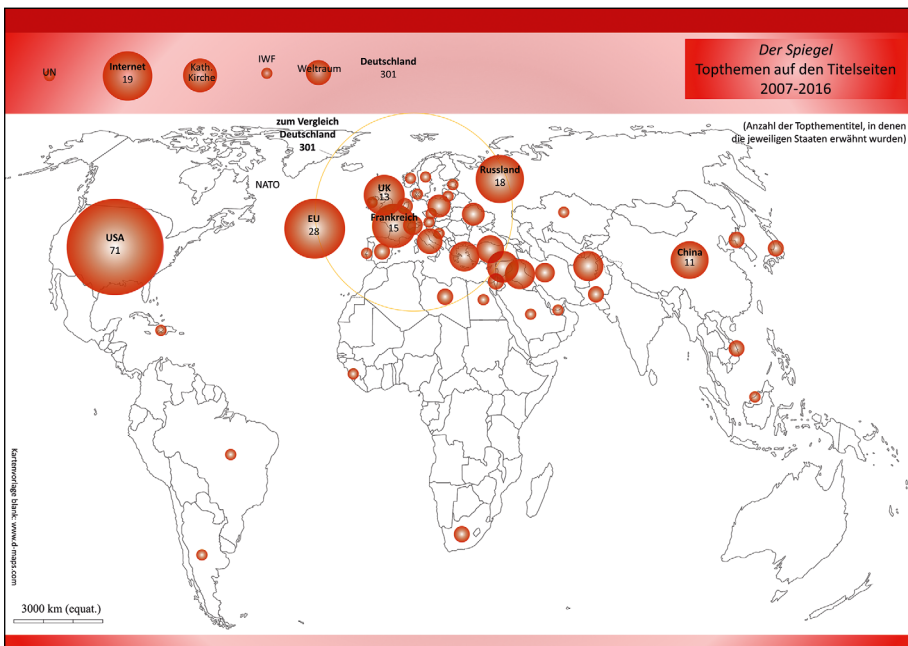 Der Spiegel
Topthemen auf den Titelseiten
2007-2016
UN
Internet
19
Kath.
Kirche
IWF
Weltraum
Deutschland
301
zum Vergleich
Deutschland
301
(Anzahl der Topthementitel, in denen
die jeweiligen Staaten erwähnt wurden)
NATO
Russland
18
UK
13
EU
28
Frankreich
15
USA
71
China
11
Kartenvorlage blank: www.d-maps.com
3000 km (equat.)